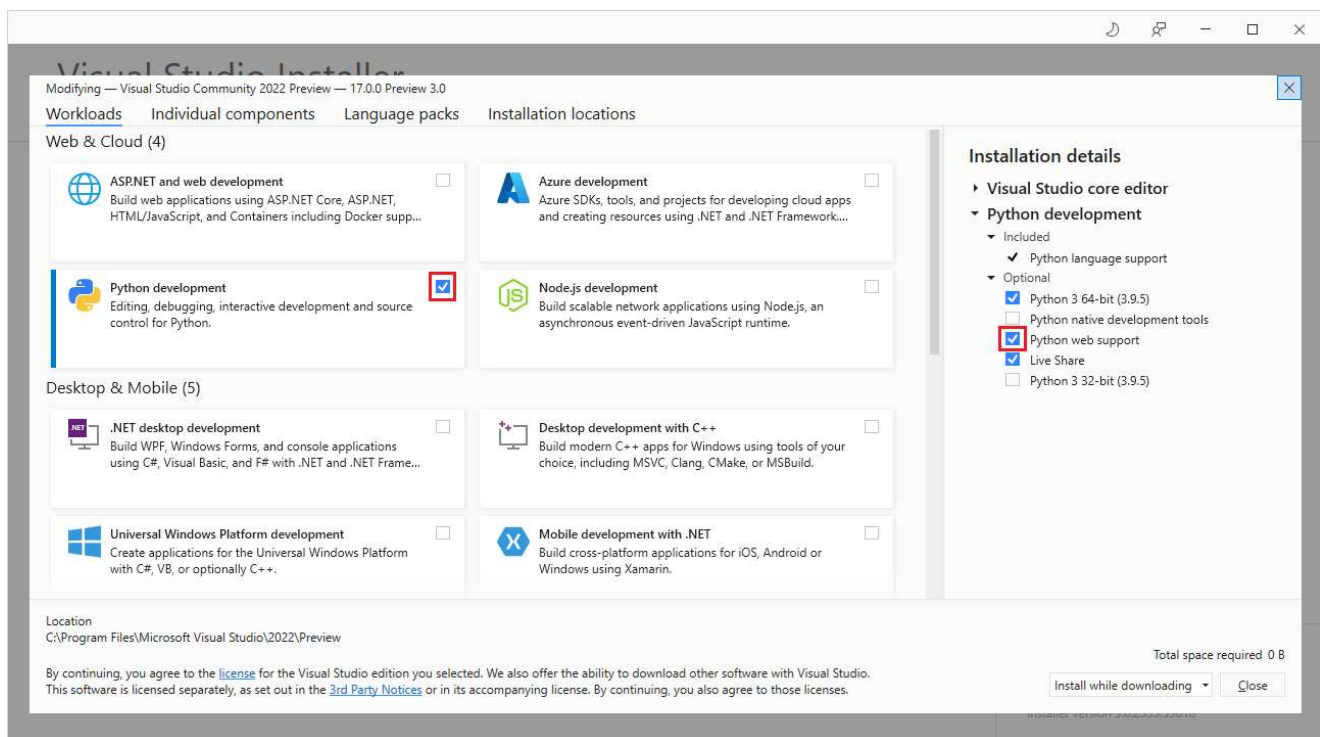 Visual Studio Installer
Modifying — Visual Studio Community 2022 Preview — 17.0.0 Preview 3.0
Workloads Individual components Language packs Installation locations
Web & Cloud (4)
ASP.NET and web development
Build web applications using ASP.NET Core, ASP.NET,
HTML/JavaScript, and Containers including Docker supp...
Azure development
Azure SDKs, tools, and projects for developing cloud apps
and creating resources using .NET and .NET Framework....
Python development
Editing, debugging, interactive development and source
control for Python.
Node.js development
Build scalable network applications using Node.js, an
asynchronous event-driven JavaScript runtime.
Desktop & Mobile (5)
.NET
.NET desktop development
Build WPF, Windows Forms, and console applications
using C#, Visual Basic, and F# with .NET and .NET Frame...
Desktop development with C++
Build modern C++ apps for Windows using tools of your
choice, including MSVC, Clang, CMake, or MSBuild.
Universal Windows Platform development
Create applications for the Universal Windows Platform
with C#, VB, or optionally C++.
Mobile development with .NET
Build cross-platform applications for iOS, Android or
Windows using Xamarin.
Installation details
Visual Studio core editor
Python development
Included
Python language support
Optional
Python 3 64-bit (3.9.5)
Python native development tools
Python web support
Live Share
Python 3 32-bit (3.9.5)
Location
C:\Program Files\Microsoft Visual Studio\2022\Preview
By continuing, you agree to the license for the Visual Studio edition you selected. We also offer the ability to download other software with Visual Studio.
This software is licensed separately, as set out in the 3rd Party Notices or in its accompanying license. By continuing, you also agree to those licenses.
Total space required 0 B
Install while downloading Close